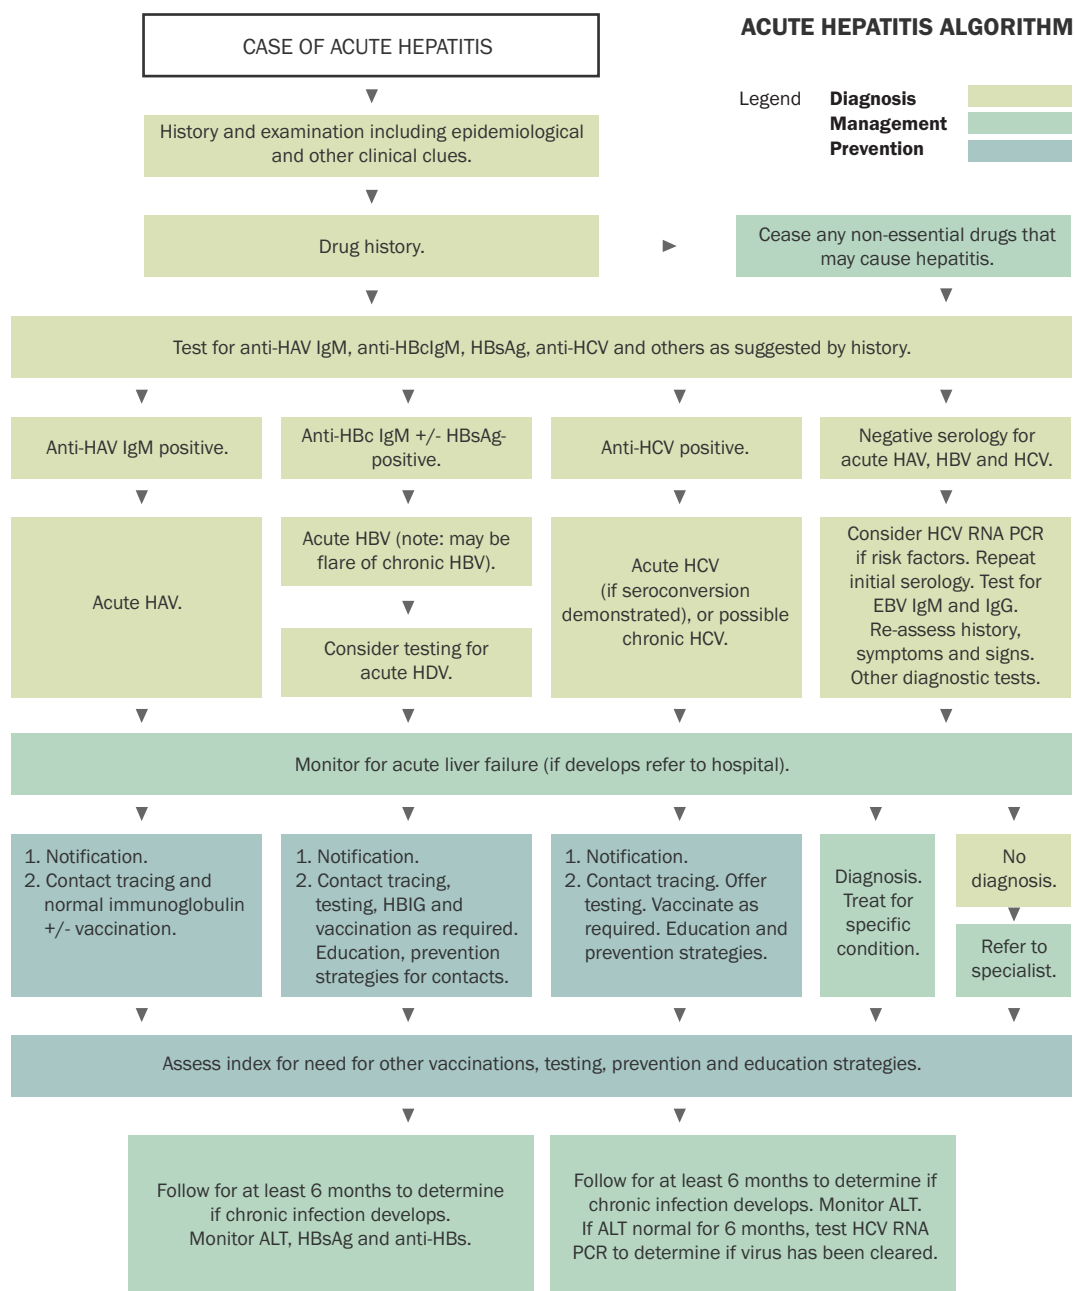 ACUTE HEPATITIS ALGORITHM
CASE OF ACUTE HEPATITIS
Legend
Diagnosis
Management
Prevention
History and examination including epidemiological
and other clinical clues.
Drug history.
Cease any non-essential drugs that
may cause hepatitis.
Test for anti-HAV IgM, anti-HBcIgM, HBsAg, anti-HCV and others as suggested by history.
Anti-HAV IgM positive.
Anti-HBc IgM +/- HBsAg-
positive.
Anti-HCV positive.
Negative serology for
acute HAV, HBV and HCV.
Acute HAV.
Acute HBV (note: may be
flare of chronic HBV).
Consider testing for
acute HDV.
Acute HCV
(if seroconversion
demonstrated), or possible
chronic HCV.
Consider HCV RNA PCR
if risk factors. Repeat
initial serology. Test for
EBV IgM and IgG.
Re-assess history,
symptoms and signs.
Other diagnostic tests.
Monitor for acute liver failure (if develops refer to hospital).
1. Notification.
2. Contact tracing and
normal immunoglobulin
+/- vaccination.
1. Notification.
2. Contact tracing,
testing, HBIG and
vaccination as required.
Education, prevention
strategies for contacts.
1. Notification.
2. Contact tracing. Offer
testing. Vaccinate as
required. Education and
prevention strategies.
Diagnosis.
Treat for
specific
condition.
No
diagnosis.
Refer to
specialist.
Assess index for need for other vaccinations, testing, prevention and education strategies.
Follow for at least 6 months to determine
if chronic infection develops.
Monitor ALT, HBsAg and anti-HBs.
Follow for at least 6 months to determine if
chronic infection develops. Monitor ALT.
If ALT normal for 6 months, test HCV RNA
PCR to determine if virus has been cleared.